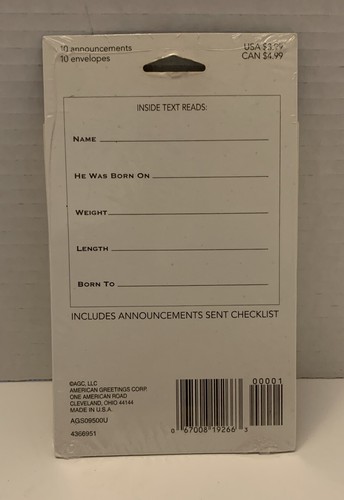 10 announcements
10 envelopes
USA $3.99
CAN $4.99
INSIDE TEXT READS:
NAME
HE WAS BORN ON
WEIGHT
LENGTH
BORN TO
INCLUDES ANNOUNCEMENTS SENT CHECKLIST
©AGC, LLC
AMERICAN GREETINGS CORP.
ONE AMERICAN ROAD
CLEVELAND, OHIO 44144
MADE IN U.S.A.
AGS09500U
4366951
00001
0 67008 19266 3